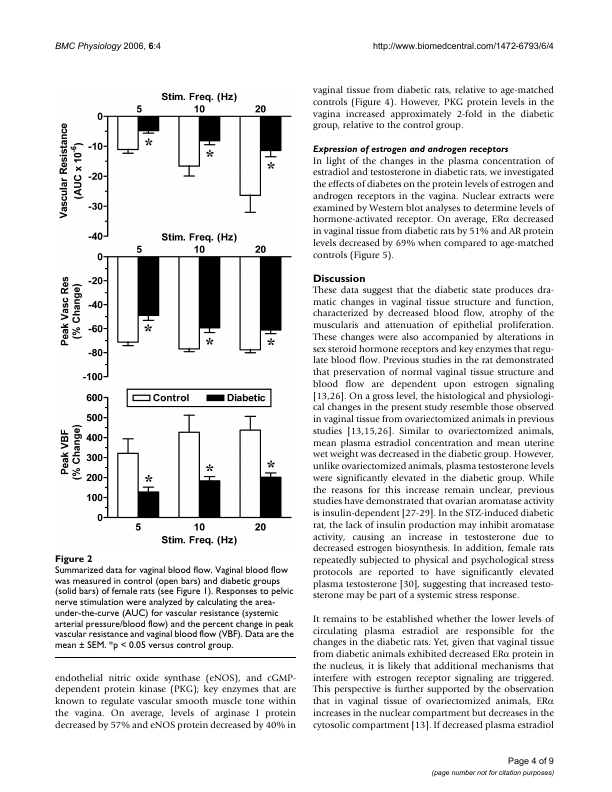 BMC Physiology 2006, 6:4
http://www.biomedcentral.com/1472-6793/6/4
Stim. Freq. (Hz)
5 10 20
0
-10
-20
-30
-40
Vascular Resistance
(AUC x 10-6)
* * *
5 10 20
0
-20
-40
-60
-80
-100
Peak Vasc Res
(% Change)
* * *
Control Diabetic
600
500
400
300
200
100
0
Peak VBF
(% Change)
* * *
5 10 20
Stim. Freq. (Hz)
Figure 2
Summarized data for vaginal blood flow. Vaginal blood flow
was measured in control (open bars) and diabetic groups
(solid bars) of female rats (see Figure 1). Responses to pelvic
nerve stimulation were analyzed by calculating the area-
under-the-curve (AUC) for vascular resistance (systemic
arterial pressure/blood flow) and the percent change in peak
vascular resistance and vaginal blood flow (VBF). Data are the
mean ± SEM. *p < 0.05 versus control group.
endothelial nitric oxide synthase (eNOS), and cGMP-
dependent protein kinase (PKG); key enzymes that are
known to regulate vascular smooth muscle tone within
the vagina. On average, levels of arginase I protein
decreased by 57% and eNOS protein decreased by 40% in
vaginal tissue from diabetic rats, relative to age-matched
controls (Figure 4). However, PKG protein levels in the
vagina increased approximately 2-fold in the diabetic
group, relative to the control group.
Expression of estrogen and androgen receptors
In light of the changes in the plasma concentration of
estradiol and testosterone in diabetic rats, we investigated
the effects of diabetes on the protein levels of estrogen and
androgen receptors in the vagina. Nuclear extracts were
examined by Western blot analyses to determine levels of
hormone-activated receptor. On average, ERα decreased
in vaginal tissue from diabetic rats by 51% and AR protein
levels decreased by 69% when compared to age-matched
controls (Figure 5).
Discussion
These data suggest that the diabetic state produces dra-
matic changes in vaginal tissue structure and function,
characterized by decreased blood flow, atrophy of the
muscularis and attenuation of epithelial proliferation.
These changes were also accompanied by alterations in
sex steroid hormone receptors and key enzymes that regu-
late blood flow. Previous studies in the rat demonstrated
that preservation of normal vaginal tissue structure and
blood flow are dependent upon estrogen signaling
[13,26]. On a gross level, the histological and physiologi-
cal changes in the present study resemble those observed
in vaginal tissue from ovariectomized animals in previous
studies [13,15,26]. Similar to ovariectomized animals,
mean plasma estradiol concentration and mean uterine
wet weight was decreased in the diabetic group. However,
unlike ovariectomized animals, plasma testosterone levels
were significantly elevated in the diabetic group. While
the reasons for this increase remain unclear, previous
studies have demonstrated that ovarian aromatase activity
is insulin-dependent [27-29]. In the STZ-induced diabetic
rat, the lack of insulin production may inhibit aromatase
activity, causing an increase in testosterone due to
decreased estrogen biosynthesis. In addition, female rats
repeatedly subjected to physical and psychological stress
protocols are reported to have significantly elevated
plasma testosterone [30], suggesting that increased testo-
sterone may be part of a systemic stress response.
It remains to be established whether the lower levels of
circulating plasma estradiol are responsible for the
changes in the diabetic rats. Yet, given that vaginal tissue
from diabetic animals exhibited decreased ERα protein in
the nucleus, it is likely that additional mechanisms that
interfere with estrogen receptor signaling are triggered.
This perspective is further supported by the observation
that in vaginal tissue of ovariectomized animals, ERα
increases in the nuclear compartment but decreases in the
cytosolic compartment [13]. If decreased plasma estradiol
Page 4 of 9
(page number not for citation purposes)